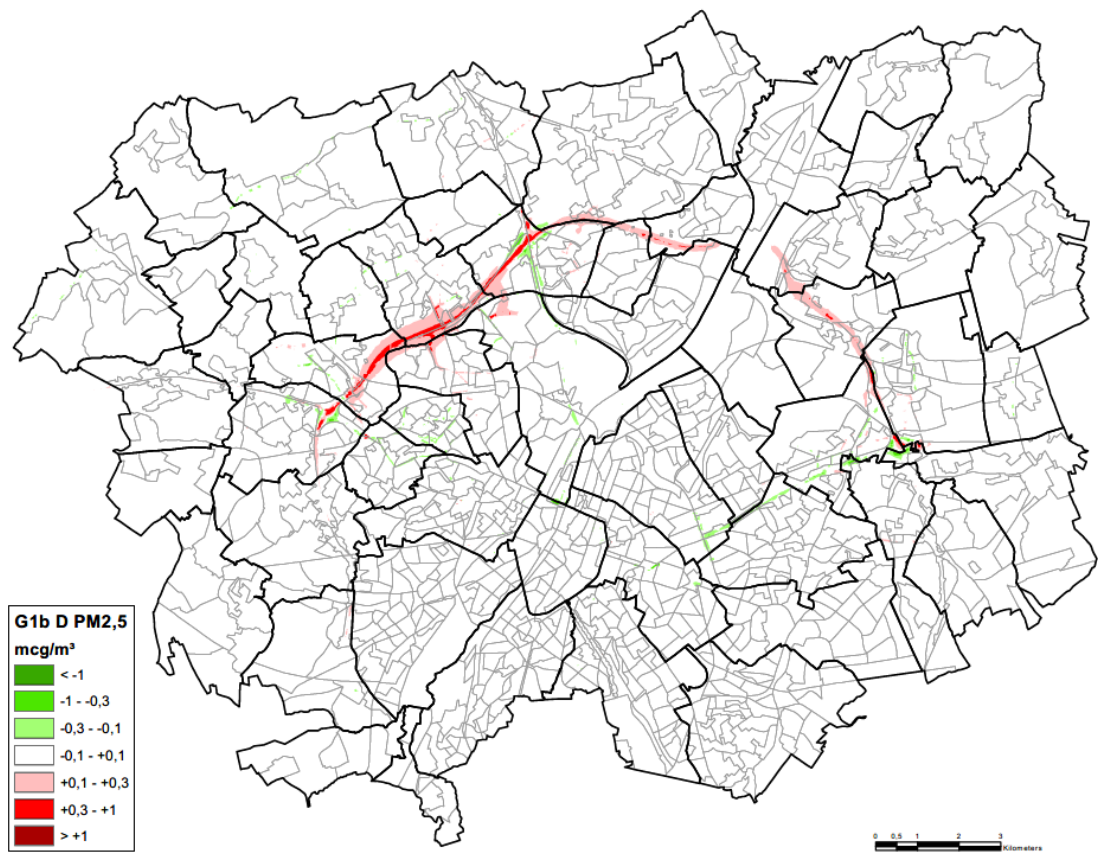 G1b D PM2,5
mcg/m³
< -1
-1 - -0,3
-0,3 - -0,1
-0,1 - +0,1
+0,1 - +0,3
+0,3 - +1
> +1
0 0,5 1 2 3
Kilometers